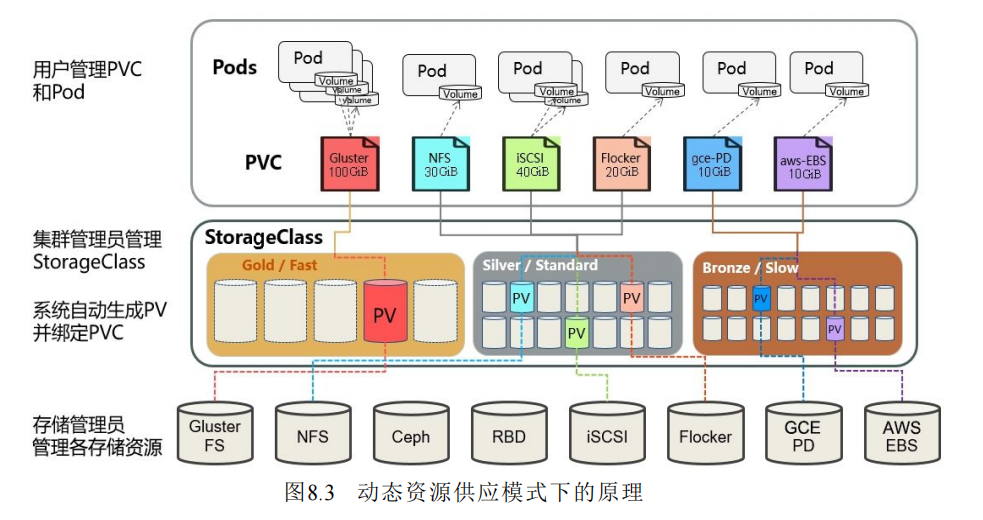 用户管理PVC
和Pod
Pods
Pod
Volume
Volume
Volume
Pod
Volume
Pod
Volume
Volume
Pod
Volume
Pod
Volume
Pod
Volume
PVC
Gluster
100GiB
NFS
30GiB
iSCSI
40GiB
Flocker
20GiB
gce-PD
10GiB
aws-EBS
10GiB
集群管理员管理
StorageClass
StorageClass
Gold / Fast
Silver / Standard
Bronze / Slow
系统自动生成PV
并绑定PVC
PV
PV
PV
PV
PV
PV
存储管理员
管理各存储资源
Gluster
FS
NFS
Ceph
RBD
iSCSI
Flocker
GCE
PD
AWS
EBS
图8.3 动态资源供应模式下的原理